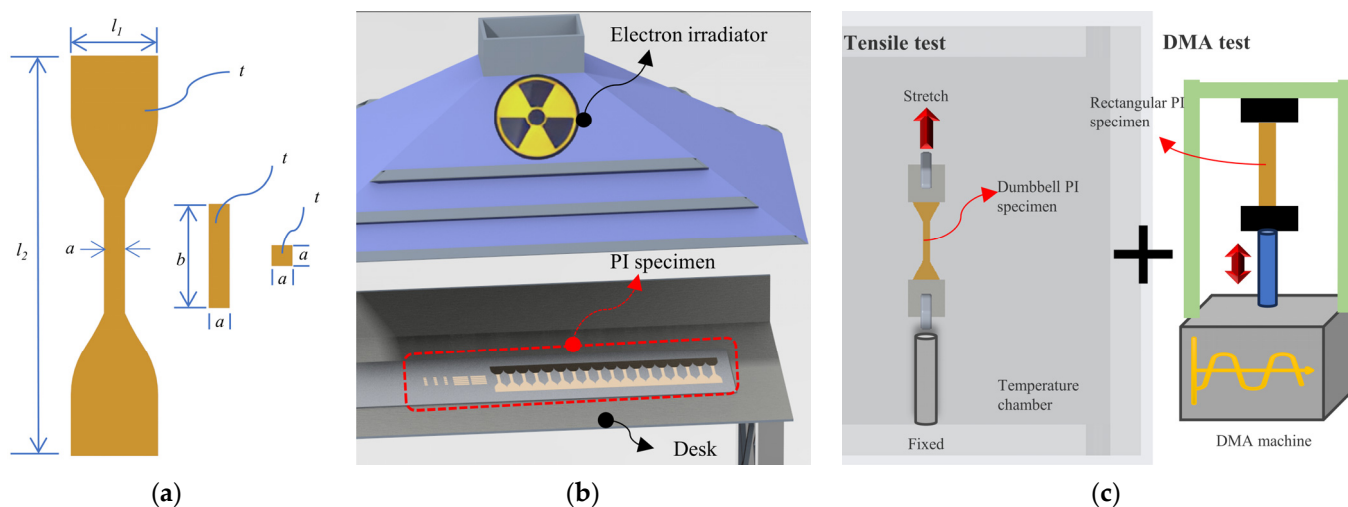 l₁
t
l₂
a
t
b
a
t
a
a
(a)
Electron irradiator
PI specimen
Desk
(b)
Tensile test
Stretch
Dumbbell PI
specimen
Temperature
chamber
Fixed
DMA test
Rectangular PI
specimen
DMA machine
(c)